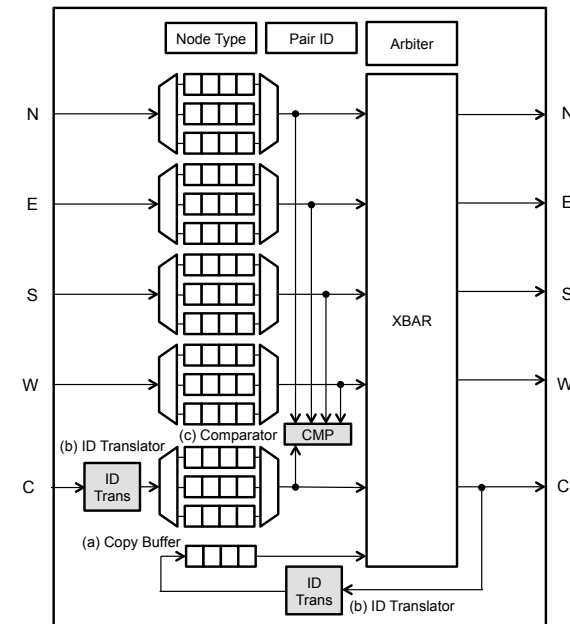 Node Type
Pair ID
Arbiter
N
N
E
E
S
S
XBAR
W
W
(c) Comparator
CMP
(b) ID Translator
ID
Trans
C
C
(a) Copy Buffer
ID
Trans
(b) ID Translator